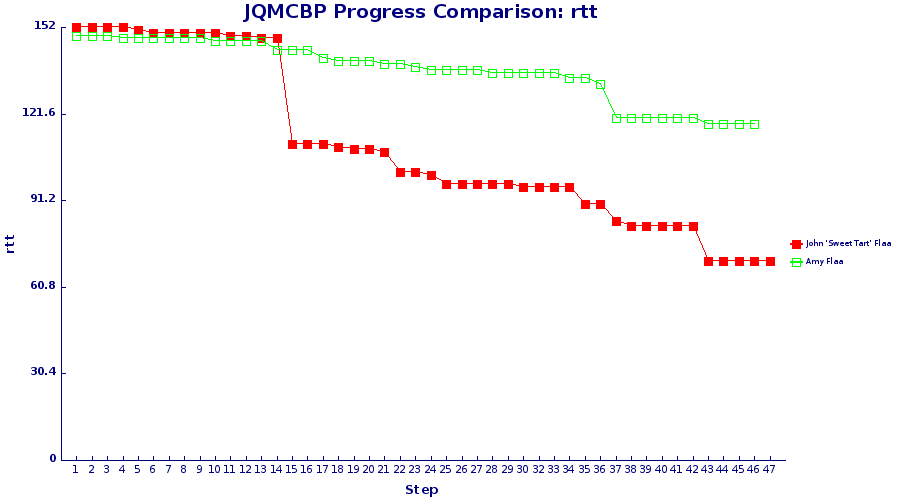 JQMCBP Progress Comparison: rtt
152
121.6
91.2
60.8
30.4
0
rtt
1 2 3 4 5 6 7 8 9 10 11 12 13 14 15 16 17 18 19 20 21 22 23 24 25 26 27 28 29 30 32 33 34 35 36 37 38 39 40 41 42 43 44 45 46 47
Step
John 'Sweet Tart' Flaa
Amy Flaa